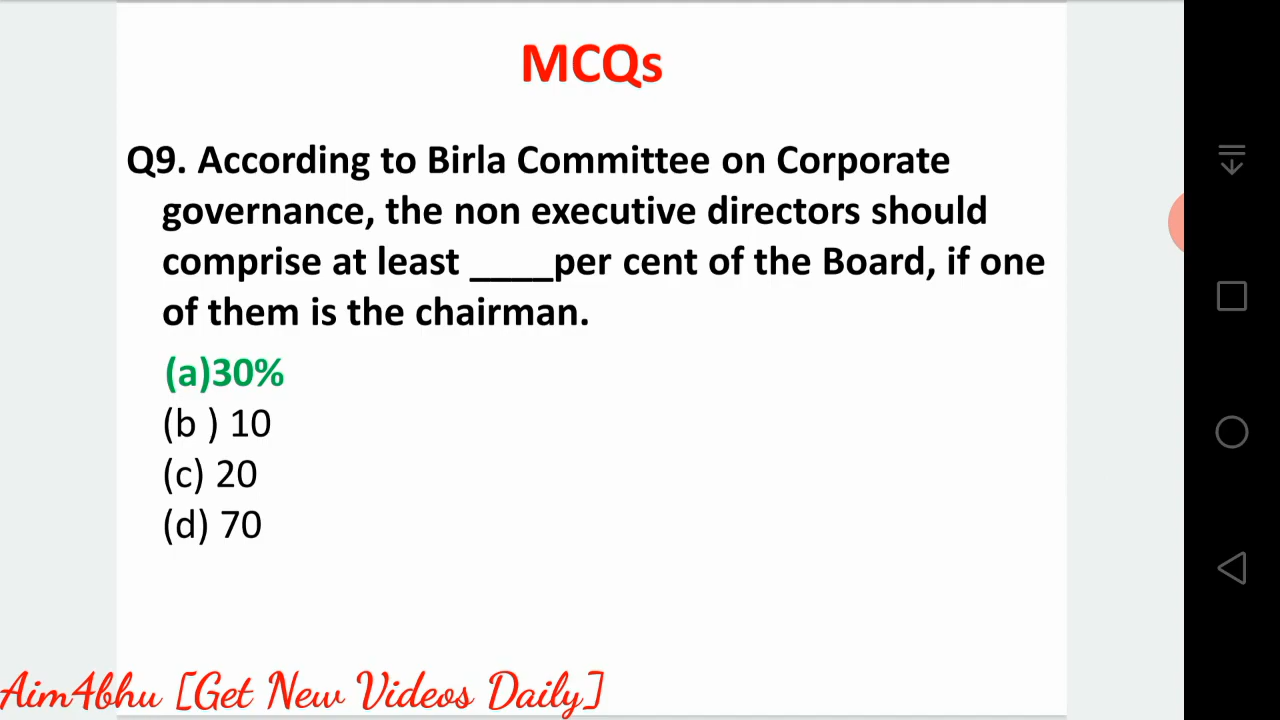 MCQs
Q9. According to Birla Committee on Corporate
governance, the non executive directors should
comprise at least ____per cent of the Board, if one
of them is the chairman.
(a)30%
(b ) 10
(c) 20
(d) 70
Aim4bhu [Get New Videos Daily]